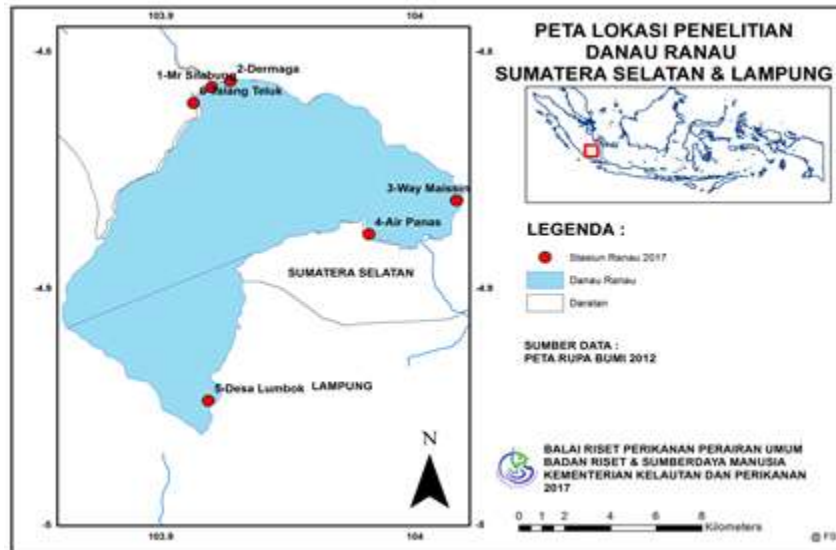 103.9 104
-4.8 -4.8
1-Mr Silabung 2-Dermaga
6-Talang Teluk
3-Way Maissin
4-Air Panas
SUMATERA SELATAN
-4.9 -4.9
5-Desa Lumbok LAMPUNG
N
-5 -5
103.9 104
PETA LOKASI PENELITIAN
DANAU RANAU
SUMATERA SELATAN & LAMPUNG
LEGENDA :
Stasiun Ranau 2017
Danau Ranau
Daratan
SUMBER DATA :
PETA RUPA BUMI 2012
BALAI RISET PERIKANAN PERAIRAN UMUM
BADAN RISET & SUMBERDAYA MANUSIA
KEMENTERIAN KELAUTAN DAN PERIKANAN
2017
0 1 2 4 6 8
Kilometers